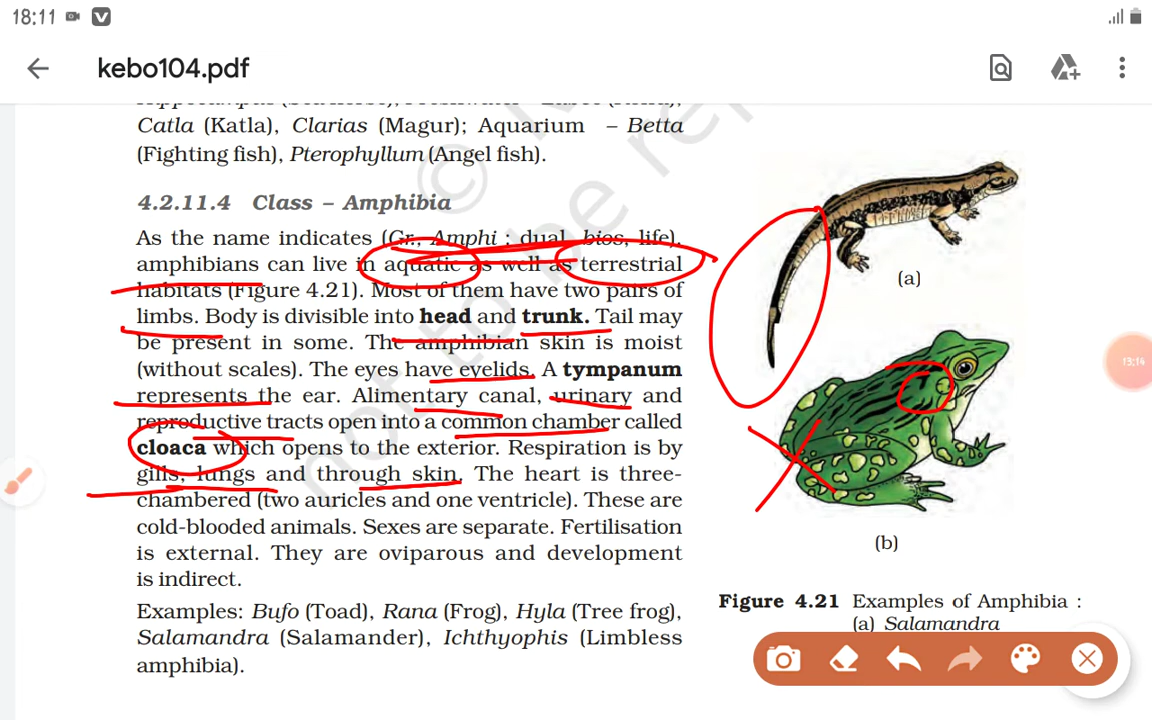 18:11
kebo104.pdf
Catla (Katla), Clarias (Magur); Aquarium – Betta
(Fighting fish), Pterophyllum (Angel fish).
4.2.11.4 Class – Amphibia
As the name indicates (Gr., Amphi : dual, bios, life),
amphibians can live in aquatic as well as terrestrial
habitats (Figure 4.21). Most of them have two pairs of
limbs. Body is divisible into head and trunk. Tail may
be present in some. The amphibian skin is moist
(without scales). The eyes have eyelids. A tympanum
represents the ear. Alimentary canal, urinary and
reproductive tracts open into a common chamber called
cloaca which opens to the exterior. Respiration is by
gills, lungs and through skin. The heart is three-
chambered (two auricles and one ventricle). These are
cold-blooded animals. Sexes are separate. Fertilisation
is external. They are oviparous and development
is indirect.
Examples: Bufo (Toad), Rana (Frog), Hyla (Tree frog),
Salamandra (Salamander), Ichthyophis (Limbless
amphibia).
(a)
(b)
Figure 4.21 Examples of Amphibia :
(a) Salamandra
13:14
not to be re
©